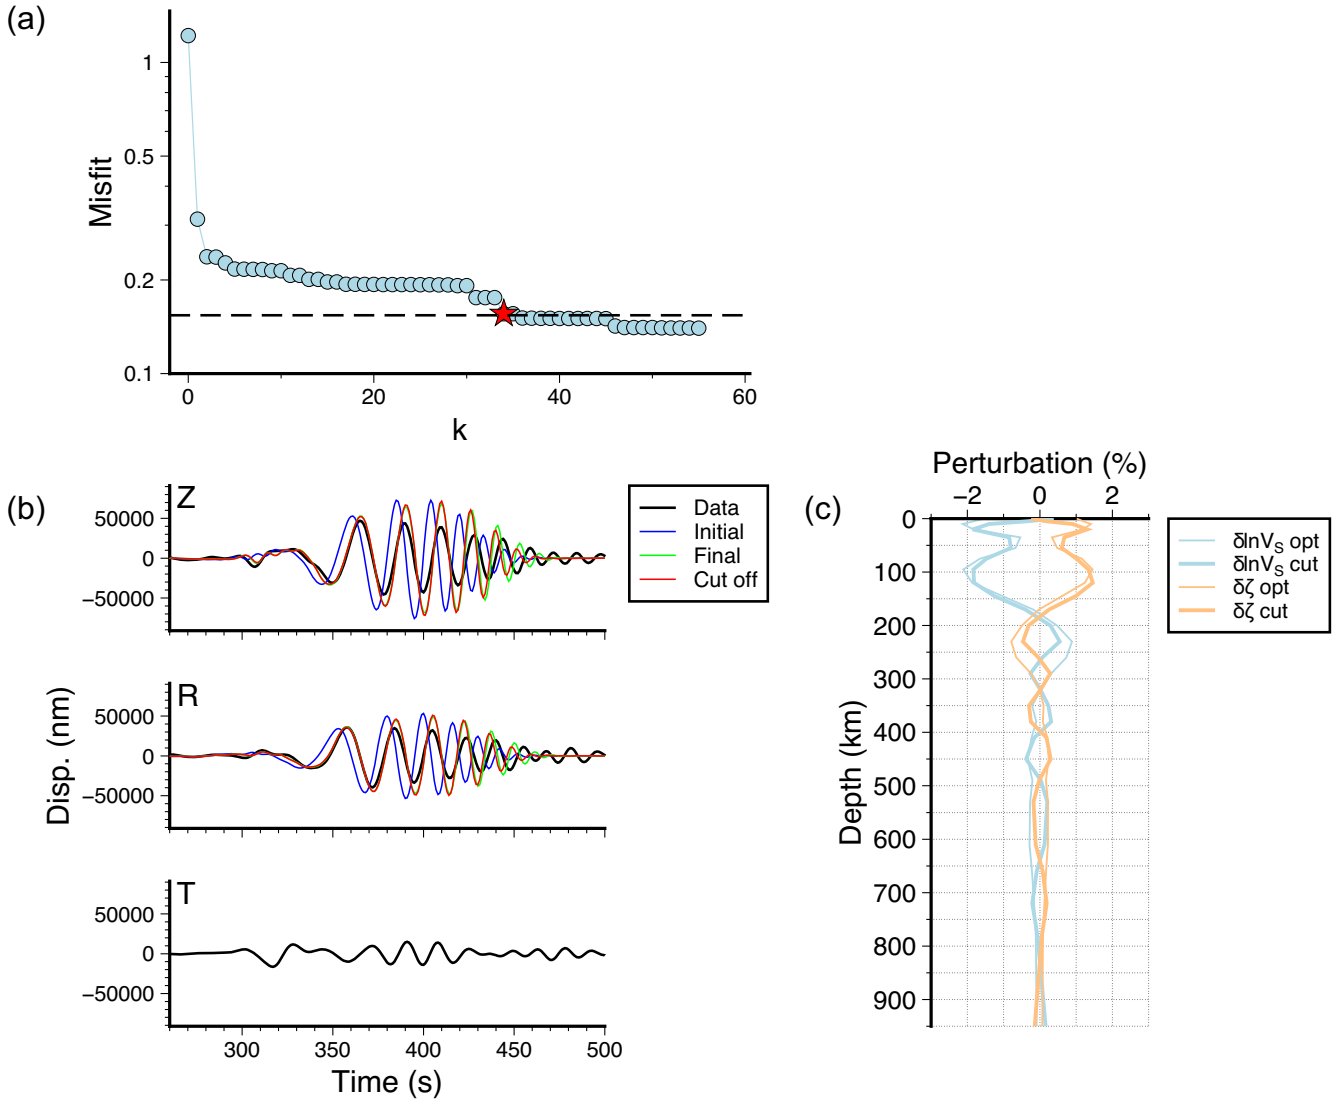 (a)
Misfit
1
0.5
0.2
0.1
0 20 40 60
k
(b)
Z
50000
0
−50000
Data
Initial
Final
Cut off
R
Disp. (nm)
50000
0
−50000
T
50000
0
−50000
300 350 400 450 500
Time (s)
(c)
Perturbation (%)
−2 0 2
Depth (km)
0
100
200
300
400
500
600
700
800
900
δlnVS opt
δlnVS cut
δζ opt
δζ cut